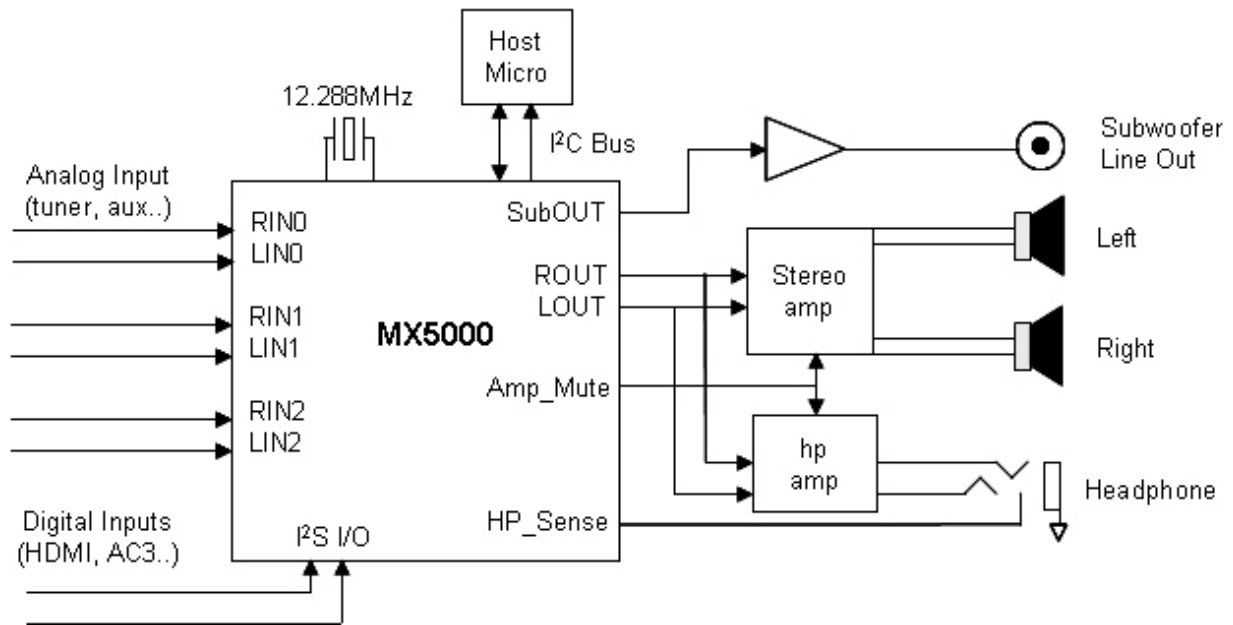 Host
Micro
12.288MHz
I²C Bus
Subwoofer
Line Out
Analog Input
(tuner, aux..)
RIN0
LIN0
RIN1
LIN1
RIN2
LIN2
MX5000
SubOUT
ROUT
LOUT
Amp_Mute
HP_Sense
Stereo
amp
Left
Right
hp
amp
Headphone
Digital Inputs
(HDMI, AC3..)
I²S I/O